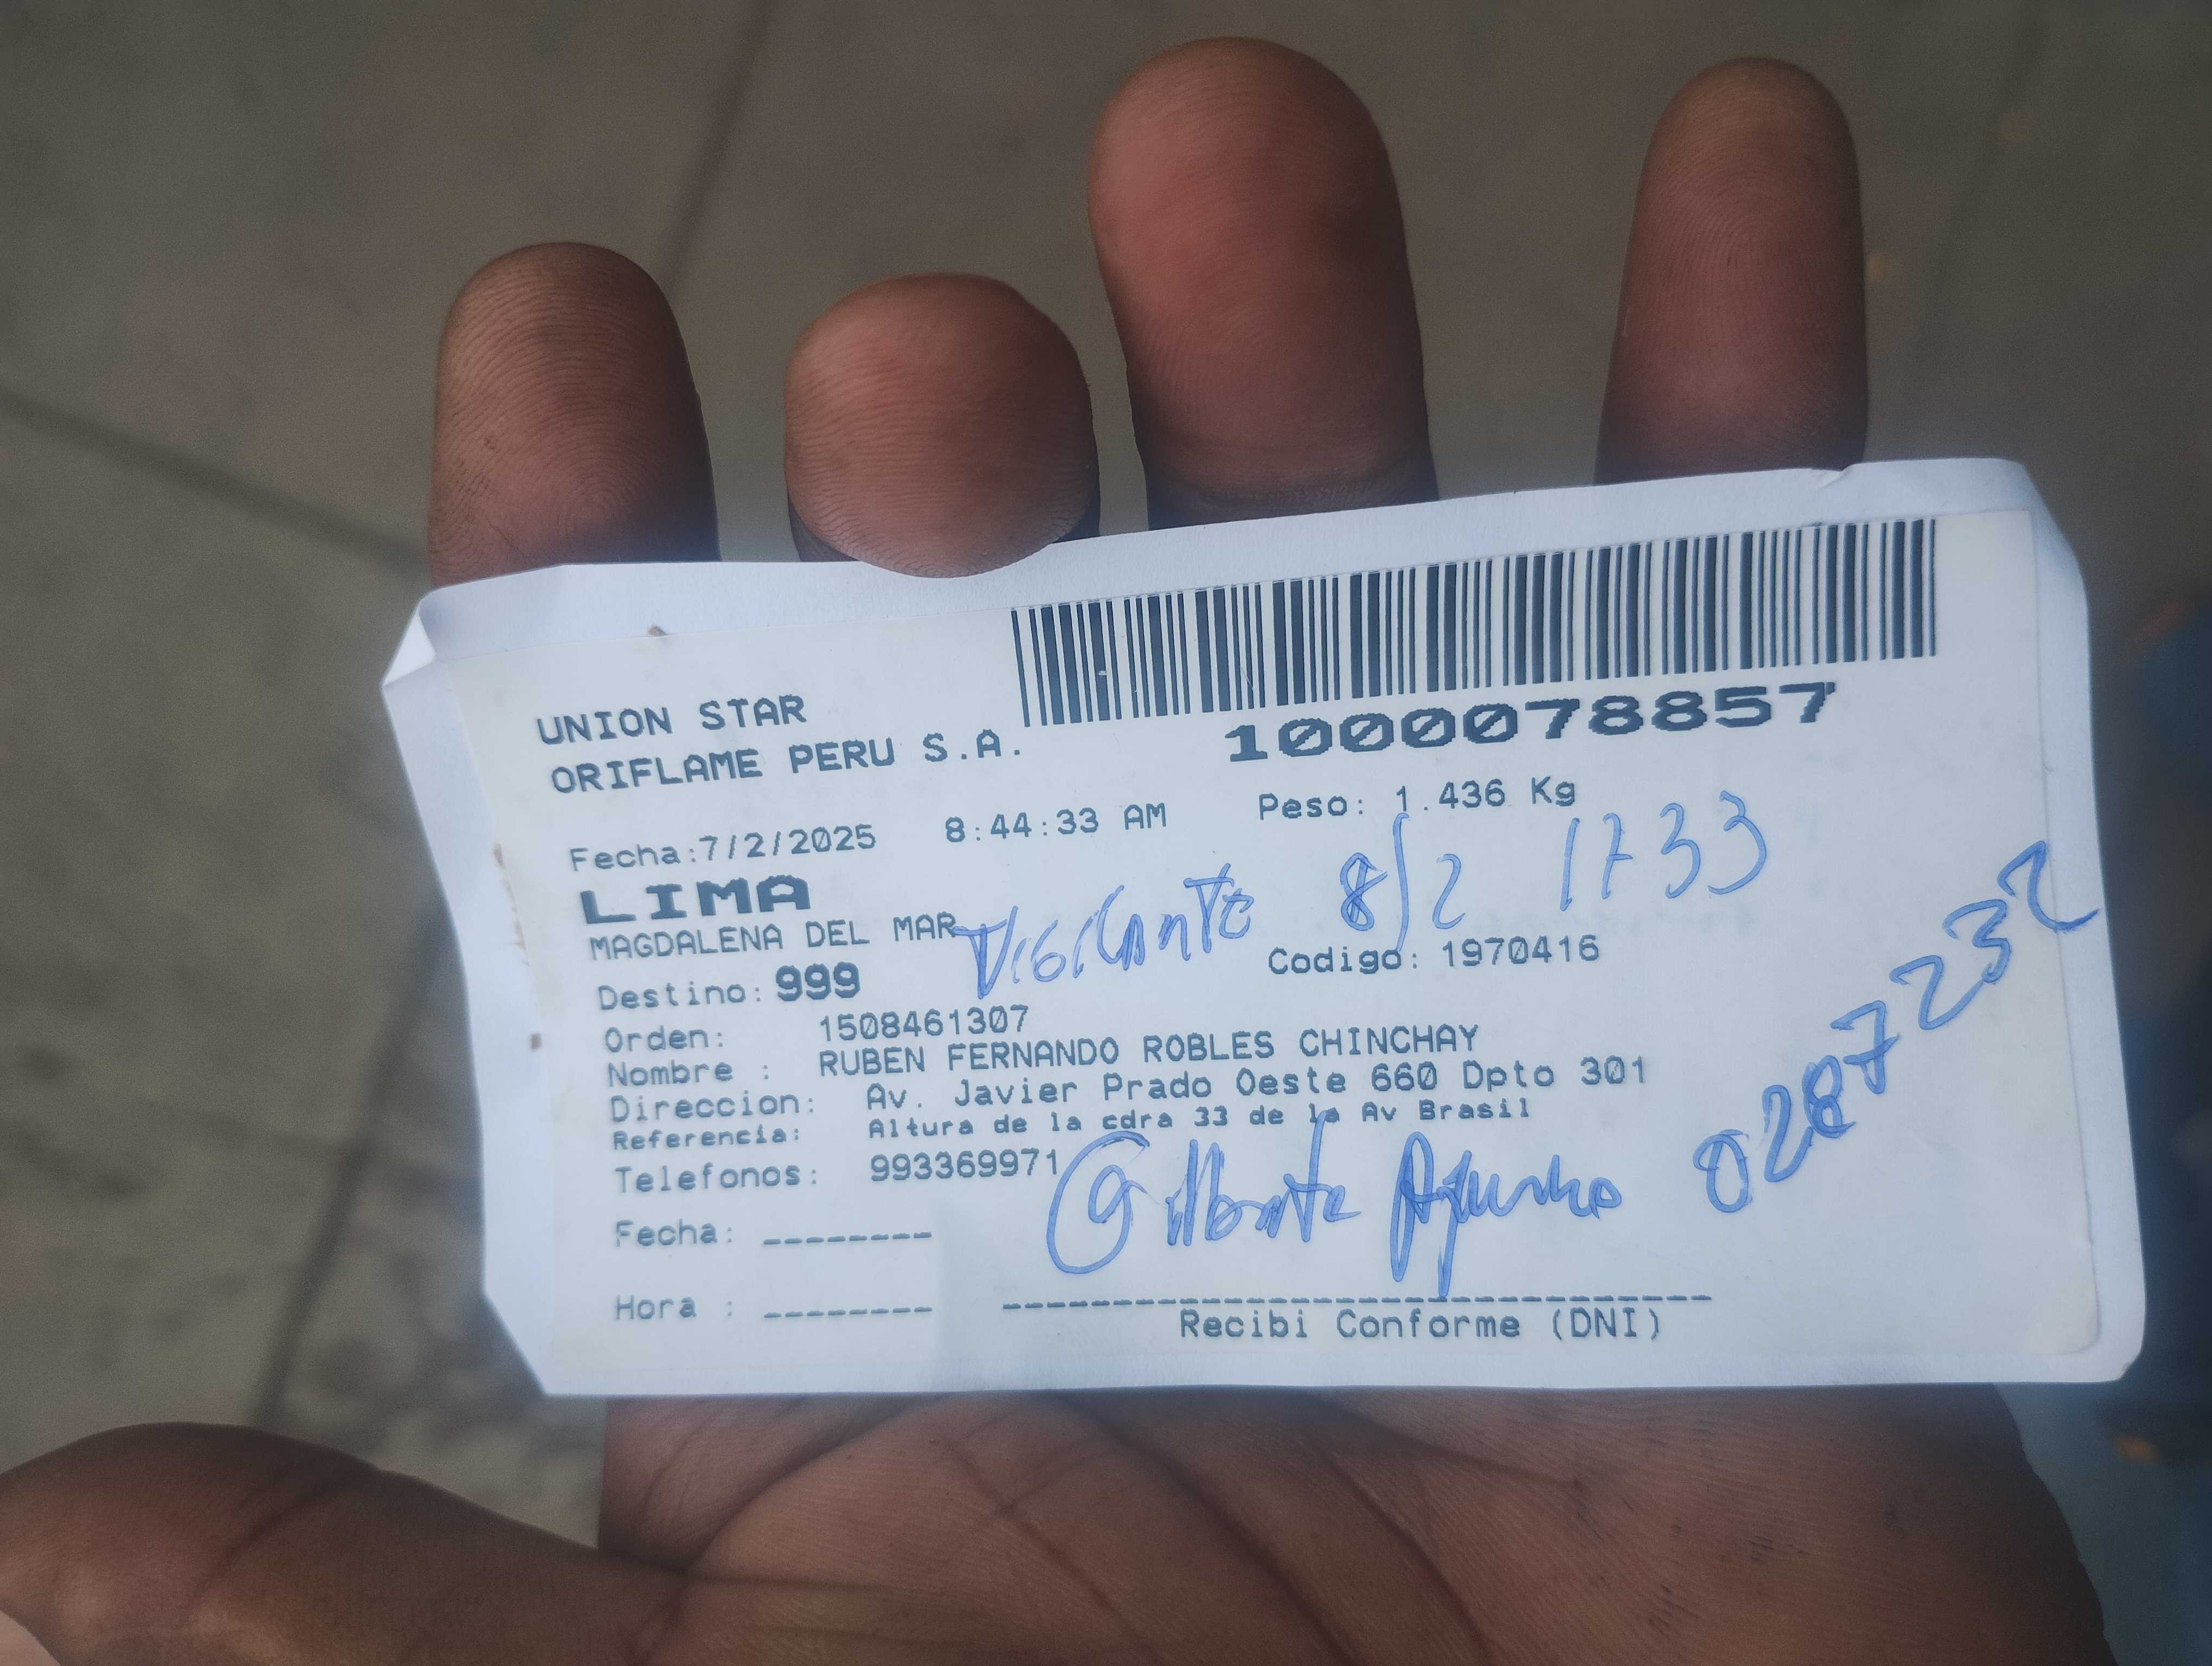 UNION STAR
ORIFLAME PERU S.A.
1000078857
Fecha:7/2/2025 8:44:33 AM Peso: 1.436 Kg
LIMA
MAGDALENA DEL MAR
Vigilante 8/2 1733
Destino: 999 Codigo: 1970416
Orden: 1508461307
Nombre : RUBEN FERNANDO ROBLES CHINCHAY
Direccion: Av. Javier Prado Oeste 660 Dpto 301
Referencia: Altura de la cdra 33 de la Av Brasil
Telefonos: 993369971
Gilberto
0287232
Fecha: --------
Hora : --------
Recibi Conforme (DNI)